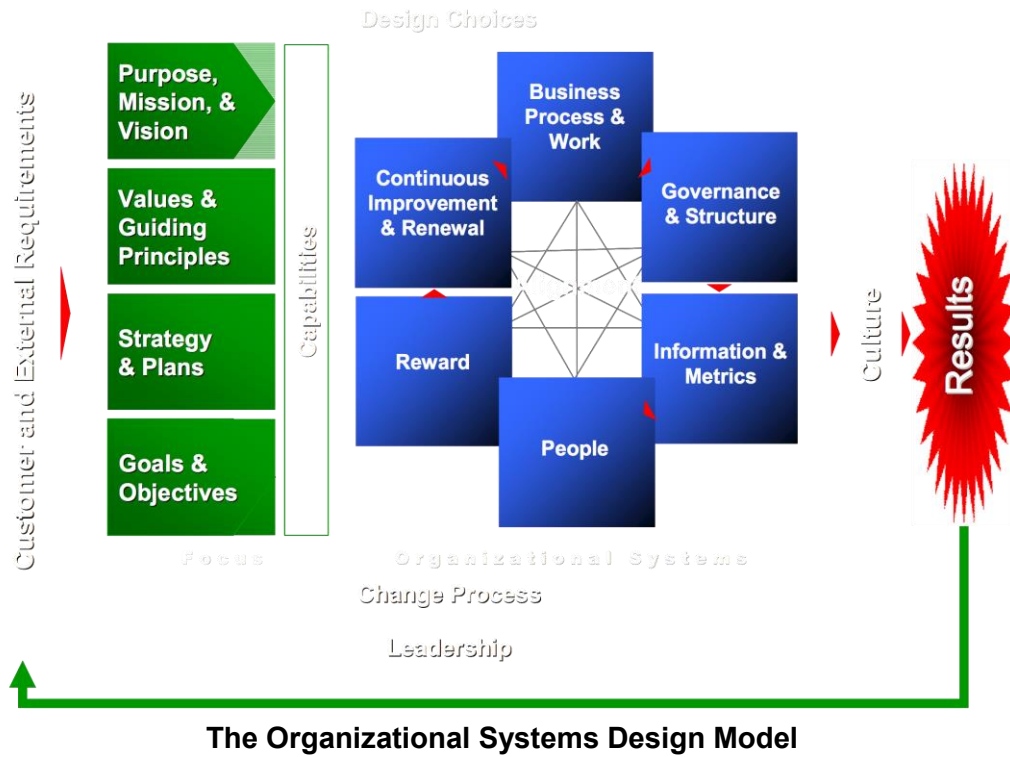 Design Choices
Customer and External Requirements
Purpose,
Mission, &
Vision
Values &
Guiding
Principles
Strategy
& Plans
Goals &
Objectives
Capabilities
Business
Process &
Work
Continuous
Improvement
& Renewal
Governance
& Structure
Reward
Information &
Metrics
People
Culture
Results
Focus
Organizational Systems
Change Process
Leadership
The Organizational Systems Design Model